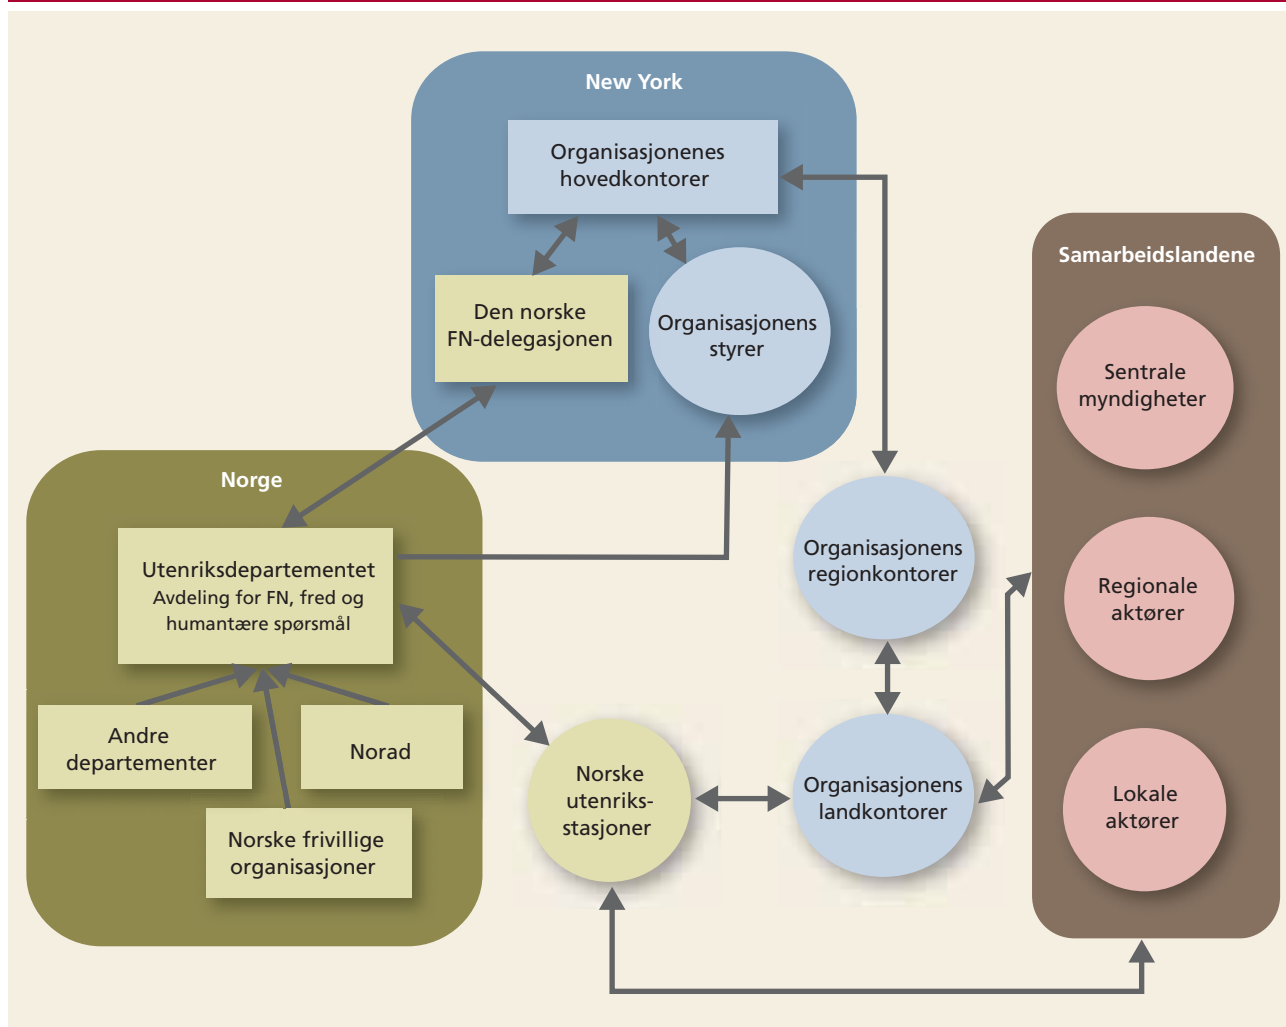 New York
Organisasjonenes
hovedkontorer
Den norske
FN-delegasjonen
Organisasjonens
styrer
Norge
Utenriksdepartementet
Avdeling for FN, fred og
humantære spørsmål
Andre
departementer
Norad
Norske frivillige
organisasjoner
Norske
utenriks-
stasjoner
Organisasjonens
regionkontorer
Organisasjonens
landkontorer
Samarbeidslandene
Sentrale
myndigheter
Regionale
aktører
Lokale
aktører